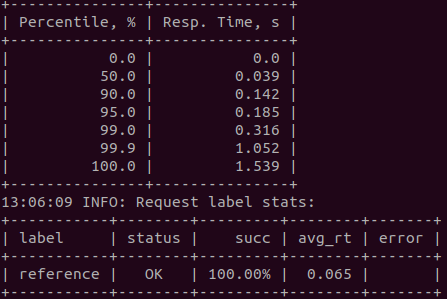 +--------------+---------------+
| Percentile, % | Resp. Time, s |
+--------------+---------------+
| 0.0 | 0.0 |
| 50.0 | 0.039 |
| 90.0 | 0.142 |
| 95.0 | 0.185 |
| 99.0 | 0.316 |
| 99.9 | 1.052 |
| 100.0 | 1.539 |
+--------------+---------------+
13:06:09 INFO: Request label stats:
+-----------+--------+---------+--------+-------+
| label | status | succ | avg_rt | error |
+-----------+--------+---------+--------+-------+
| reference | OK | 100.00% | 0.065 | |
+-----------+--------+---------+--------+-------+